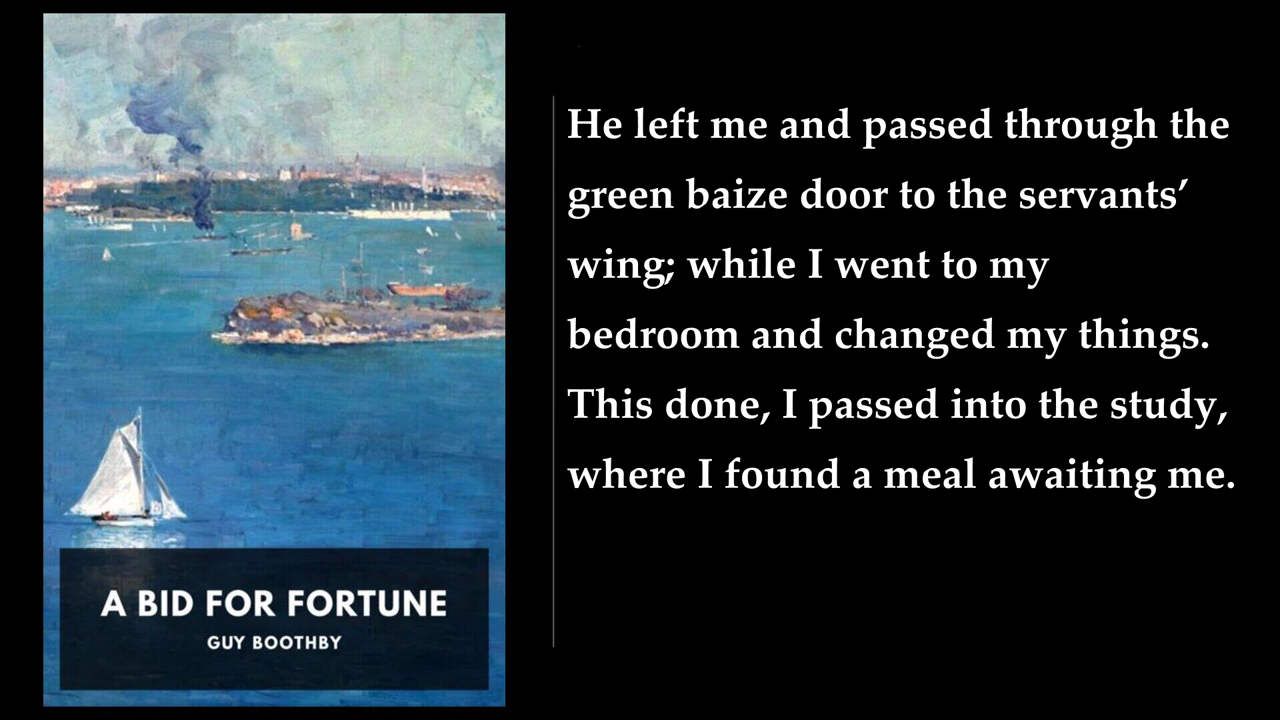 He left me and passed through the
green baize door to the servants’
wing; while I went to my
bedroom and changed my things.
This done, I passed into the study,
where I found a meal awaiting me.
A BID FOR FORTUNE
GUY BOOTHBY